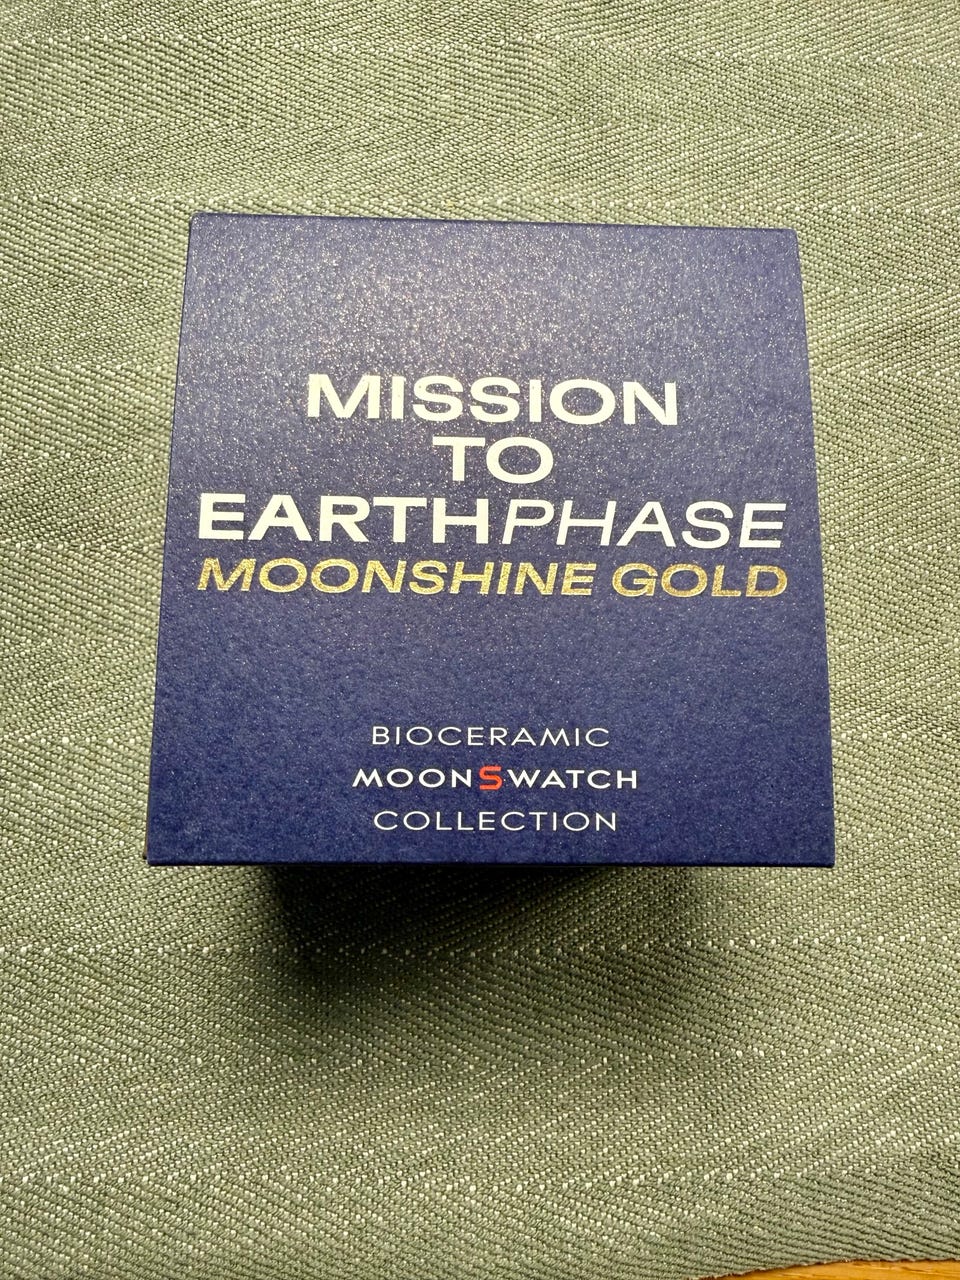 MISSION
TO
EARTHPHASE
MOONSHINE GOLD
BIOCERAMIC
MOONSWATCH
COLLECTION